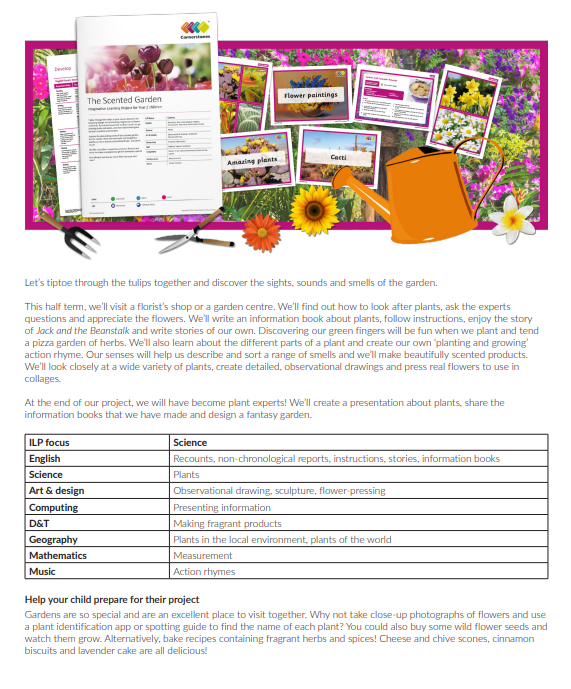 Cornerstones
Develop
The Scented Garden
Imaginative Learning Project for Year 2 children
Flower paintings
Amazing plants
Cacti
Let's tiptoe through the tulips together and discover the sights, sounds and smells of the garden.
This half term, we'll visit a florist's shop or a garden centre. We'll find out how to look after plants, ask the experts
questions and appreciate the flowers. We'll write an information book about plants, follow instructions, enjoy the story
of Jack and the Beanstalk and write stories of our own. Discovering our green fingers will be fun when we plant and tend
a pizza garden of herbs. We'll also learn about the different parts of a plant and create our own 'planting and growing'
action rhyme. Our senses will help us describe and sort a range of smells and we'll make beautifully scented products.
We'll look closely at a wide variety of plants, create detailed, observational drawings and press real flowers to use in
collages.
At the end of our project, we will have become plant experts! We'll create a presentation about plants, share the
information books that we have made and design a fantasy garden.
ILP focus Science
English Recounts, non-chronological reports, instructions, stories, information books
Science Plants
Art & design Observational drawing, sculpture, flower-pressing
Computing Presenting information
D&T Making fragrant products
Geography Plants in the local environment, plants of the world
Mathematics Measurement
Music Action rhymes
Help your child prepare for their project
Gardens are so special and are an excellent place to visit together. Why not take close-up photographs of flowers and use
a plant identification app or spotting guide to find the name of each plant? You could also buy some wild flower seeds and
watch them grow. Alternatively, bake recipes containing fragrant herbs and spices! Cheese and chive scones, cinnamon
biscuits and lavender cake are all delicious!